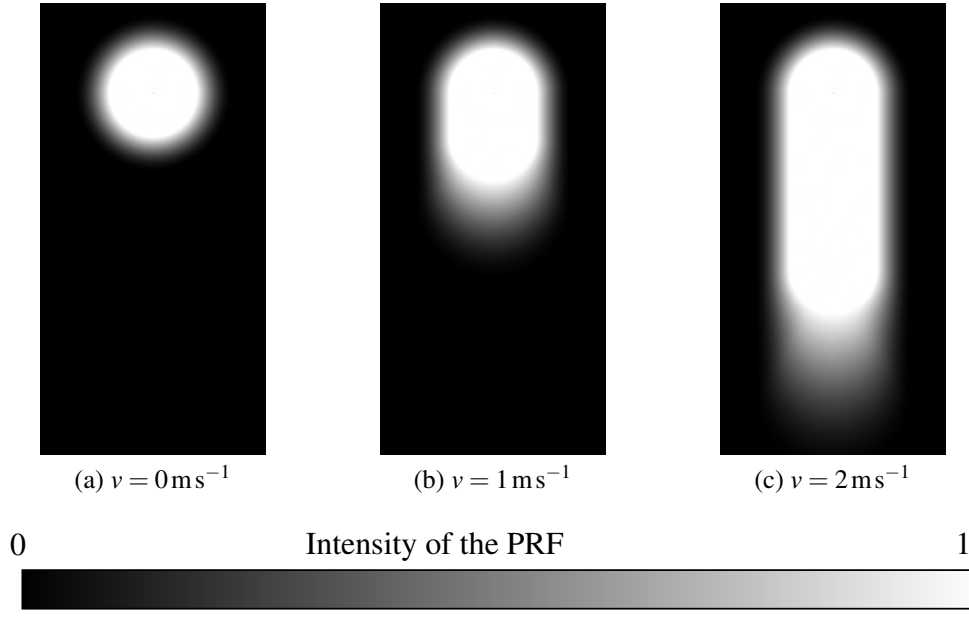 (a) v = 0 m s⁻¹ (b) v = 1 m s⁻¹ (c) v = 2 m s⁻¹
0 Intensity of the PRF 1